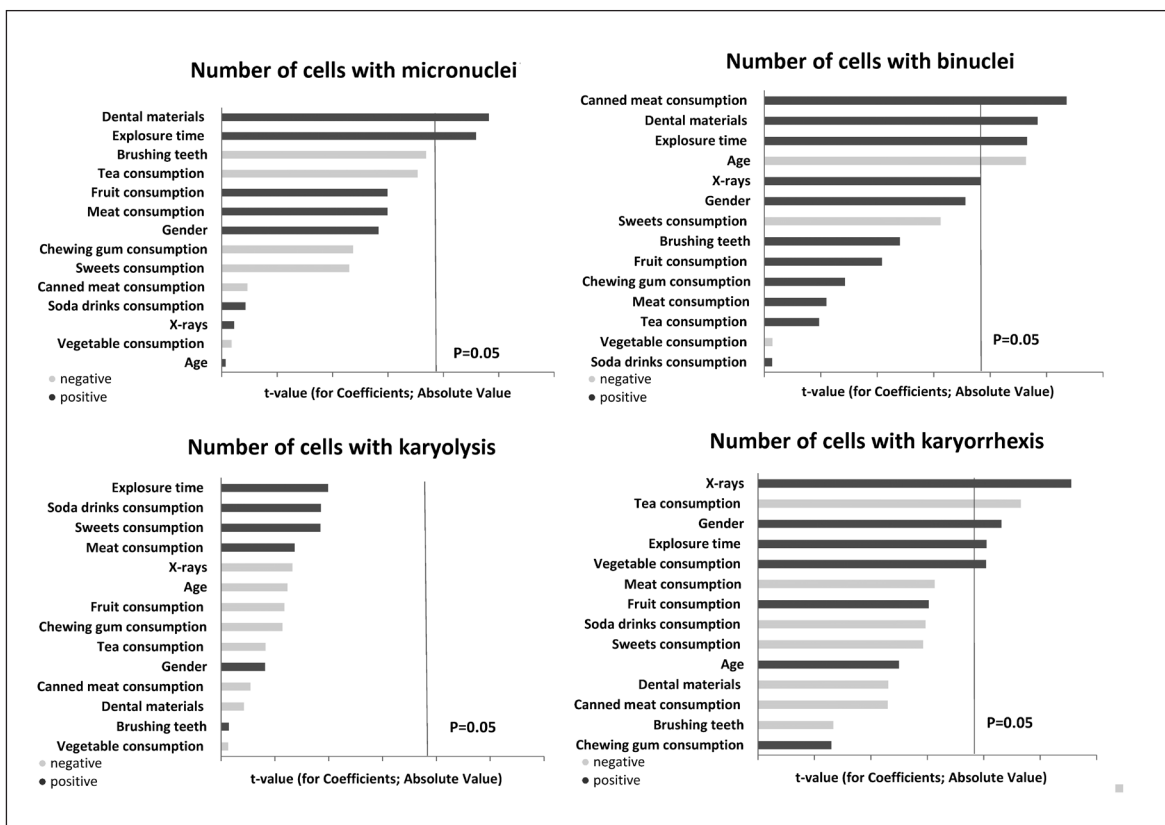 Number of cells with micronuclei
Dental materials
Explosure time
Brushing teeth
Tea consumption
Fruit consumption
Meat consumption
Gender
Chewing gum consumption
Sweets consumption
Canned meat consumption
Soda drinks consumption
X-rays
Vegetable consumption
Age
P=0.05
negative
positive
t-value (for Coefficients; Absolute Value
Number of cells with binuclei
Canned meat consumption
Dental materials
Explosure time
Age
X-rays
Gender
Sweets consumption
Brushing teeth
Fruit consumption
Chewing gum consumption
Meat consumption
Tea consumption
Vegetable consumption
Soda drinks consumption
P=0.05
negative
positive
t-value (for Coefficients; Absolute Value)
Number of cells with karyolysis
Explosure time
Soda drinks consumption
Sweets consumption
Meat consumption
X-rays
Age
Fruit consumption
Chewing gum consumption
Tea consumption
Gender
Canned meat consumption
Dental materials
Brushing teeth
Vegetable consumption
P=0.05
negative
positive
t-value (for Coefficients; Absolute Value)
Number of cells with karyorrhexis
X-rays
Tea consumption
Gender
Explosure time
Vegetable consumption
Meat consumption
Fruit consumption
Soda drinks consumption
Sweets consumption
Age
Dental materials
Canned meat consumption
Brushing teeth
Chewing gum consumption
P=0.05
negative
positive
t-value (for Coefficients; Absolute Value)